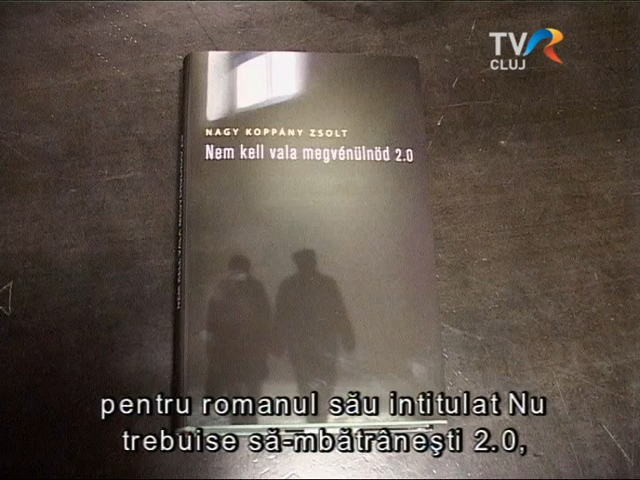 TVR
CLUJ
NAGY KOPPÁNY ZSOLT
Nem kell vala megvénülnöd 2.0
pentru romanul său intitulat Nu
trebuise să-mbătrâneşti 2.0,